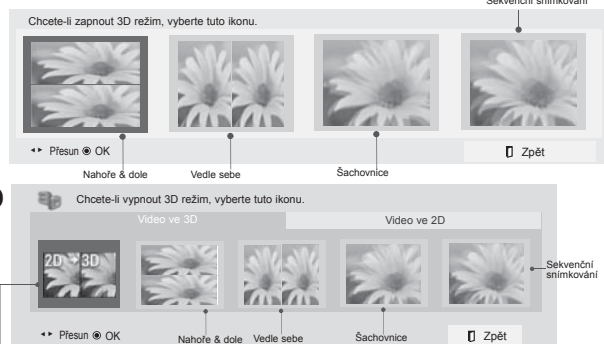 Sekvenční snímkování
Chcete-li zapnout 3D režim, vyberte tuto ikonu.
Přesun OK
Zpět
Nahoře & dole
Vedle sebe
Šachovnice
Chcete-li vypnout 3D režim, vyberte tuto ikonu.
Video ve 3D
Video ve 2D
2D 3D
Sekvenční
snímkování
Přesun OK
Nahoře & dole
Vedle sebe
Šachovnice
Zpět